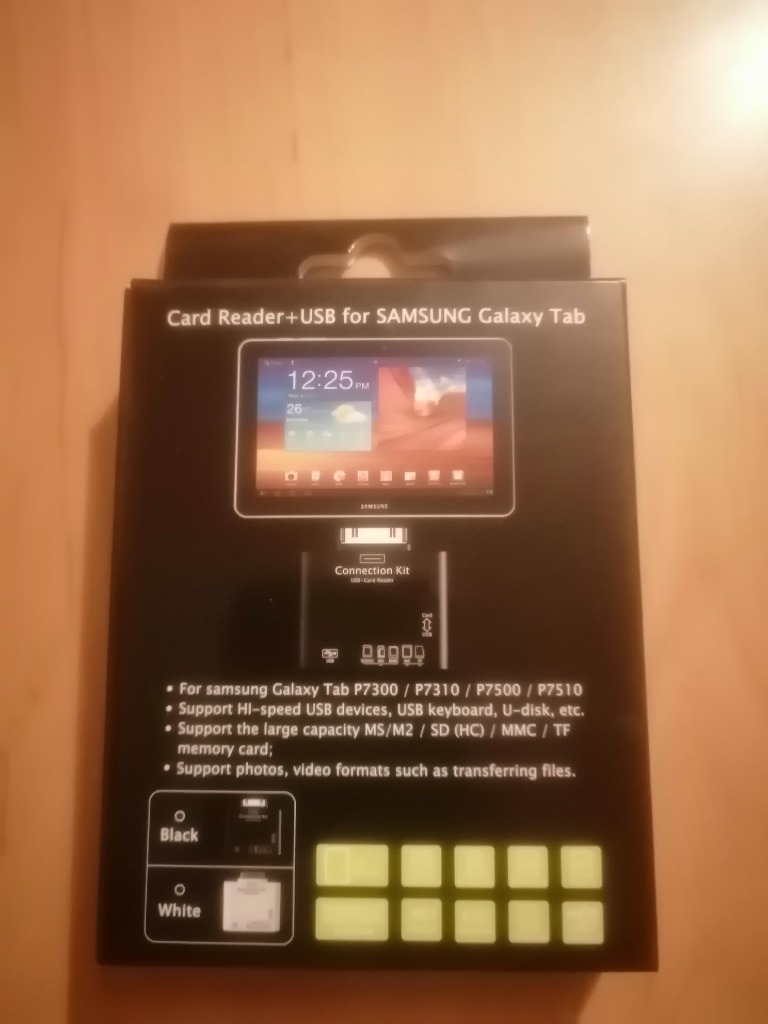 Card Reader+USB for SAMSUNG Galaxy Tab
12:25 PM
26
SAMSUNG
Connection Kit
USB+Card Reader
Card
USB
USB
• For samsung Galaxy Tab P7300 / P7310 / P7500 / P7510
• Support HI-speed USB devices, USB keyboard, U-disk, etc.
• Support the large capacity MS/M2 / SD (HC) / MMC / TF
memory card;
• Support photos, video formats such as transferring files.
Black
White